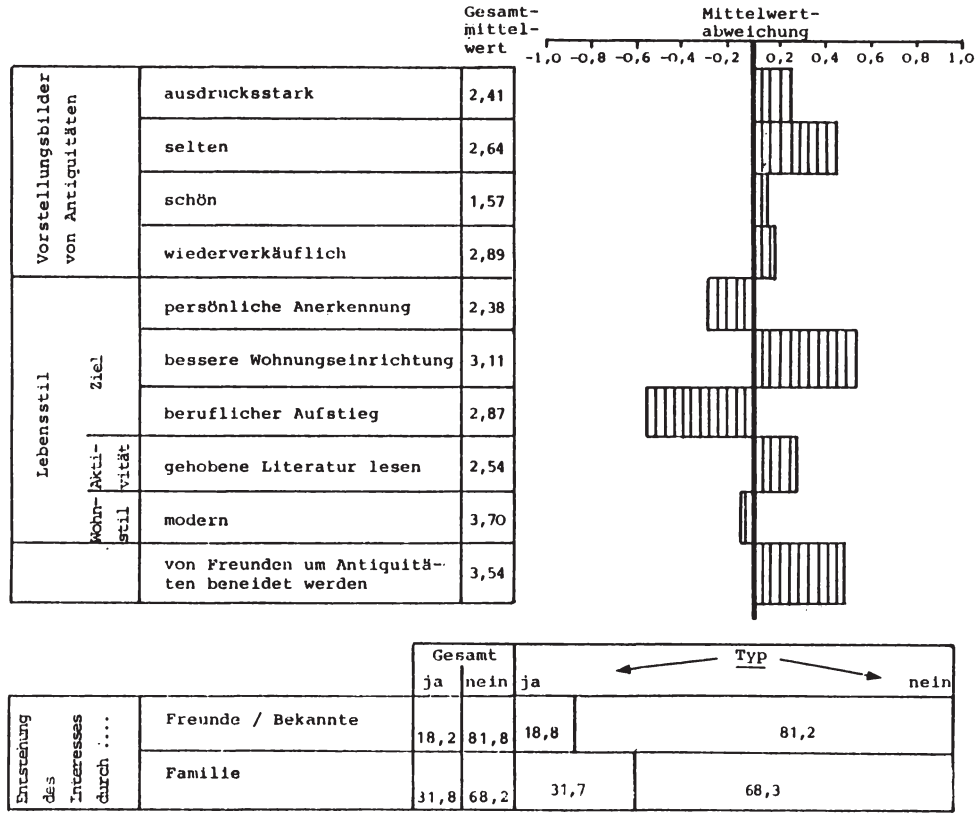 Gesamt-
mittel-
wert
Mittelwert-
abweichung
-1,0 -0,8 -0,6 -0,4 -0,2 0,2 0,4 0,6 0,8 1,0
Vorstellungsbilder
von Antiquitäten
ausdrucksstark 2,41
selten 2,64
schön 1,57
wiederverkäuflich 2,89
Lebensstil
Ziel
persönliche Anerkennung 2,38
bessere Wohnungseinrichtung 3,11
beruflicher Aufstieg 2,87
Akti-
vität
gehobene Literatur lesen 2,54
Wohn-
stil
modern 3,70
von Freunden um Antiquitä-
ten beneidet werden 3,54
Gesamt Typ
ja nein ja nein
Entstehung
des
Interesses
durch ....
Freunde / Bekannte 18,2 81,8 18,8 81,2
Familie 31,8 68,2 31,7 68,3